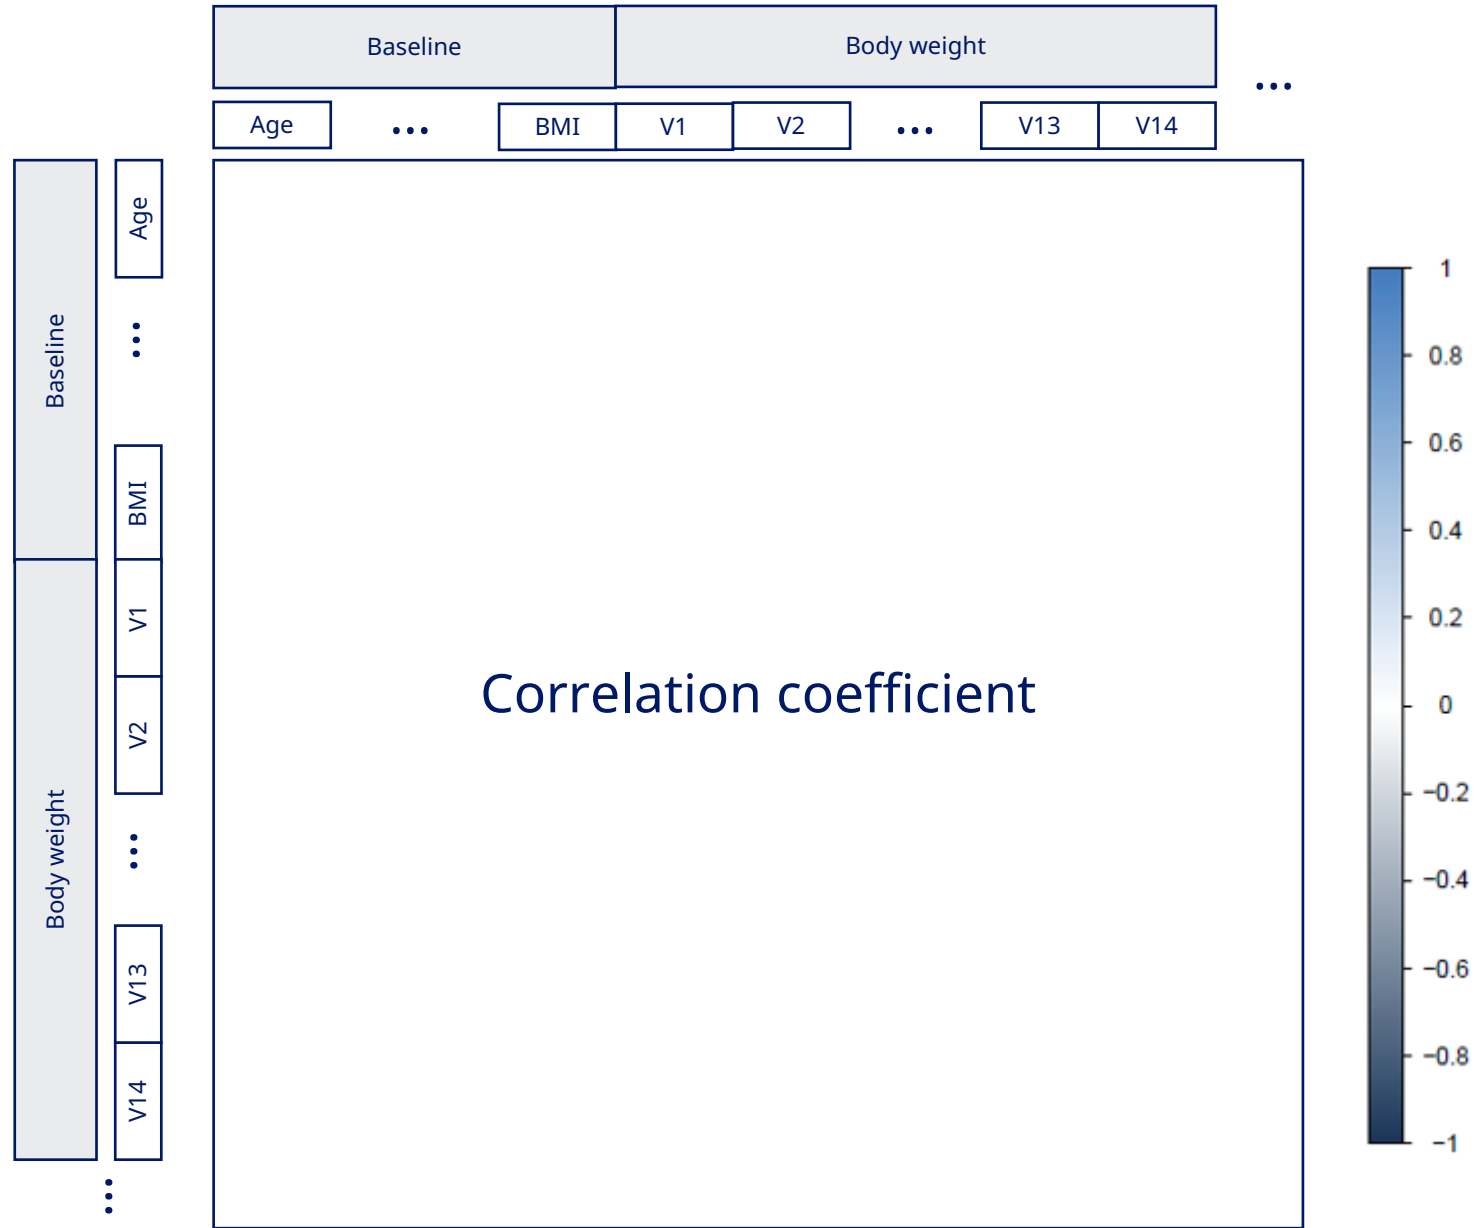 Baseline
Body weight
...
Age
...
BMI
V1
V2
...
V13
V14
Baseline
Body weight
Age
...
BMI
V1
V2
...
V13
V14
...
Correlation coefficient
1
0.8
0.6
0.4
0.2
0
−0.2
−0.4
−0.6
−0.8
−1